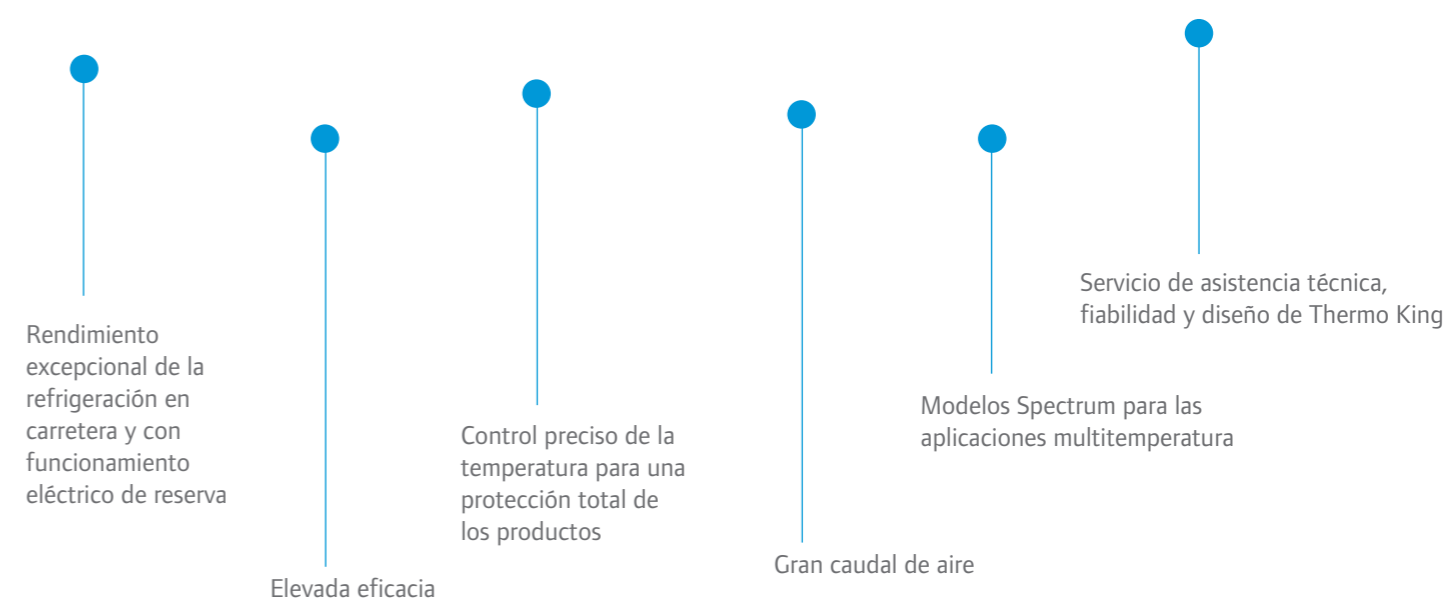 Rendimiento
excepcional de la
refrigeración en
carretera y con
funcionamiento
eléctrico de reserva
Elevada eficacia
Control preciso de la
temperatura para una
protección total de
los productos
Gran caudal de aire
Modelos Spectrum para las
aplicaciones multitemperatura
Servicio de asistencia técnica,
fiabilidad y diseño de Thermo King